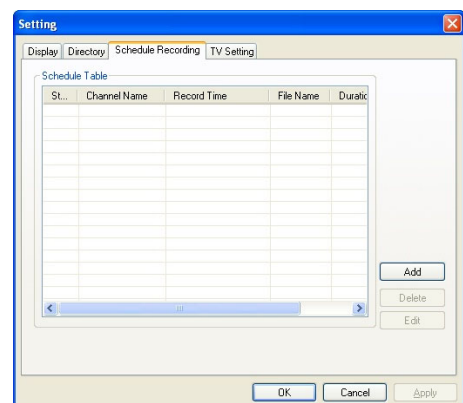 Setting
Display Directory Schedule Recording TV Setting
Schedule Table
St... Channel Name Record Time File Name Duratic
Add
Delete
Edit
OK Cancel Apply